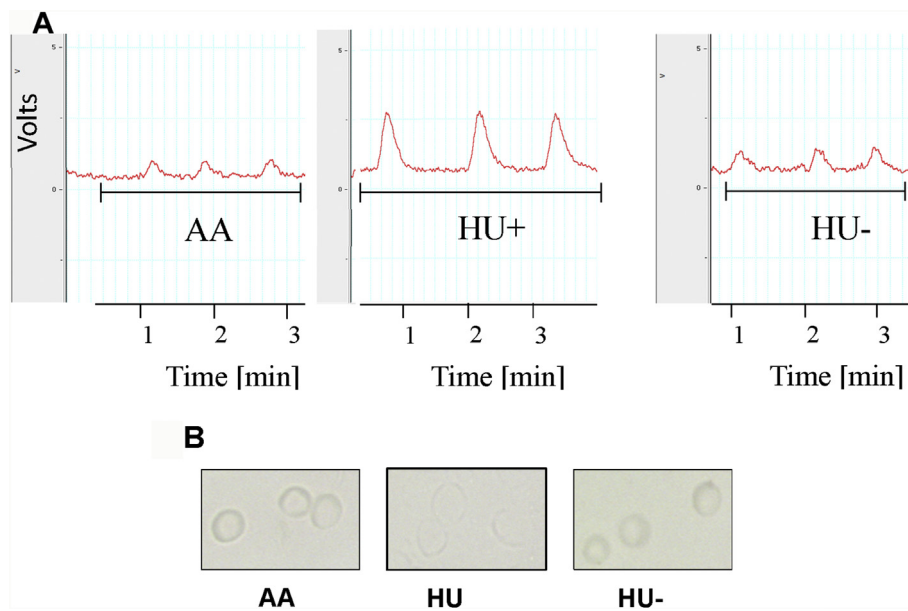 A
5
v
Volts
0
AA
1 2 3
Time [min]
5
0
HU+
1 2 3
Time [min]
v
5
0
HU-
1 2 3
Time [min]
B
AA HU HU-